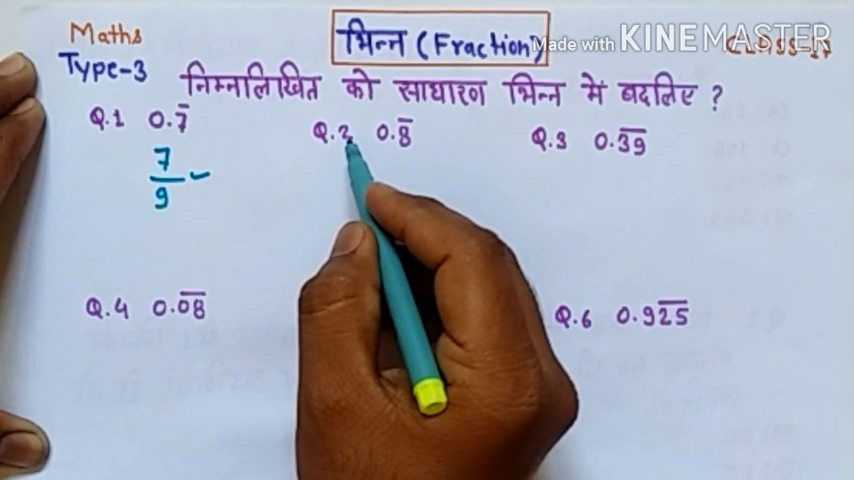 Maths भिन्न (Fraction) Made with KINEMASTER
Type-3
निम्नलिखित को साधारण भिन्न में बदलिए ?
Q.1 0.7̅ Q.2 0.8̅ Q.3 0.3̅9̅
7
9
Q.4 0.0̅8̅ Q.6 0.92̅5̅